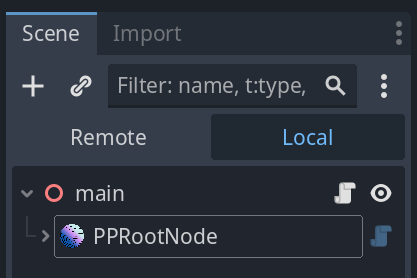 Scene Import
Filter: name, t:type,
Remote Local
main
PPRootNode